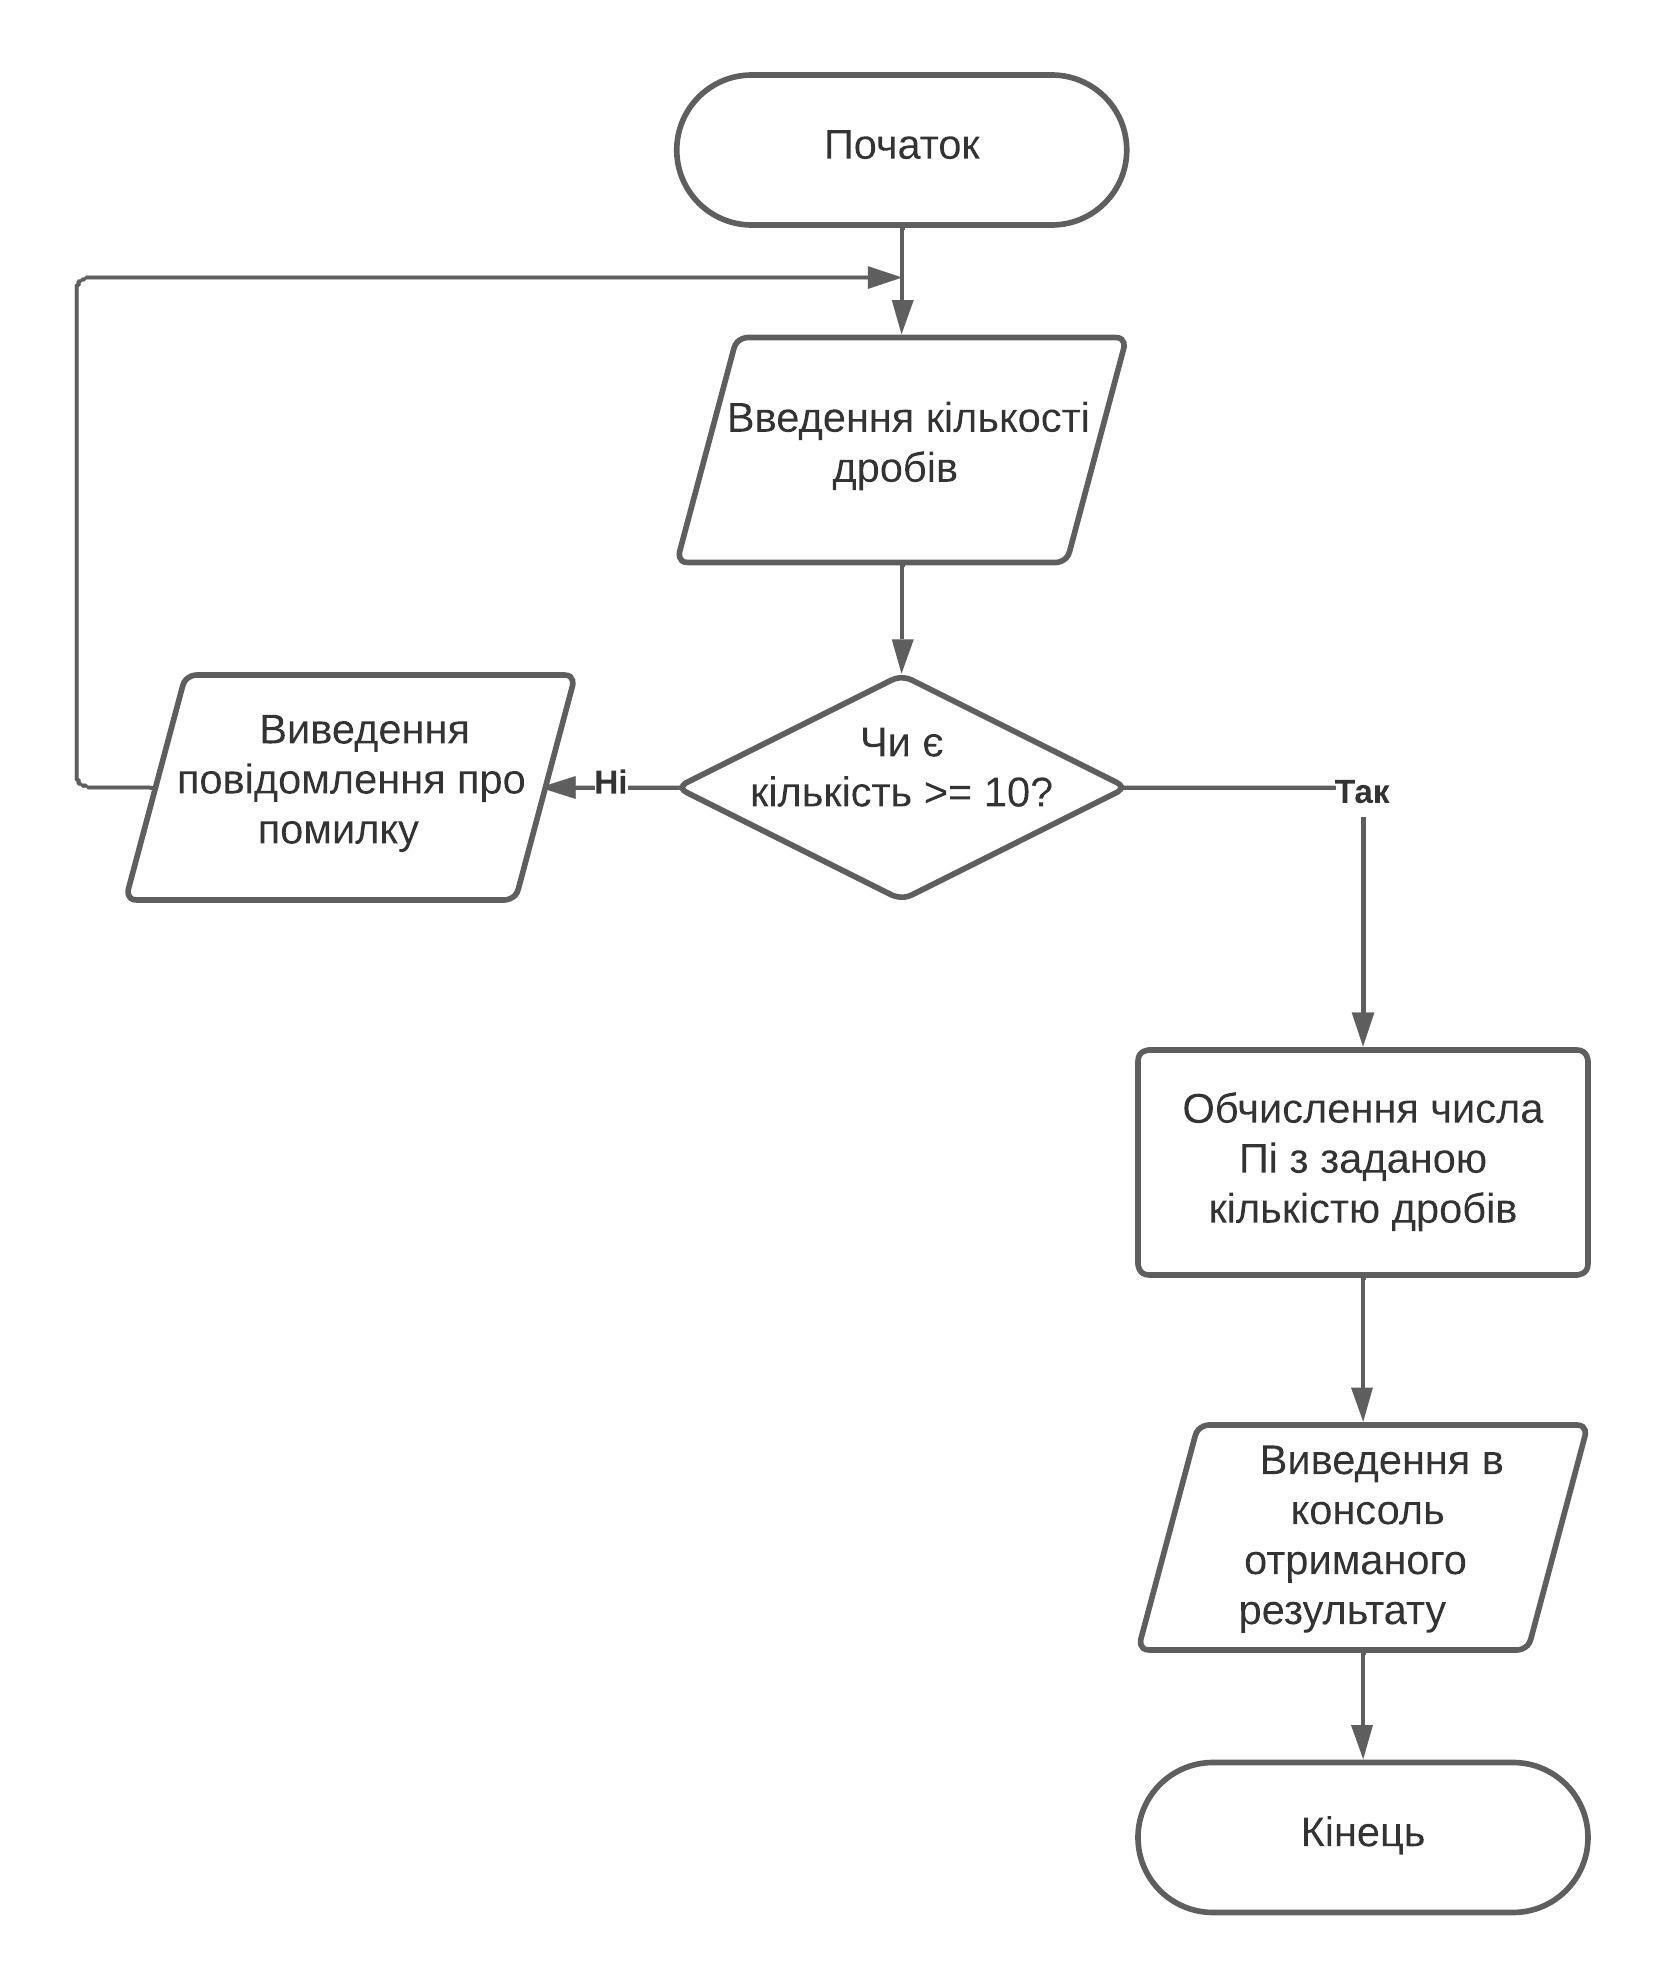 Початок
Введення кількості
дробів
Чи є
кількість >= 10?
Ні
Виведення
повідомлення про
помилку
Так
Обчислення числа
Пі з заданою
кількістю дробів
Виведення в
консоль
отриманого
результату
Кінець